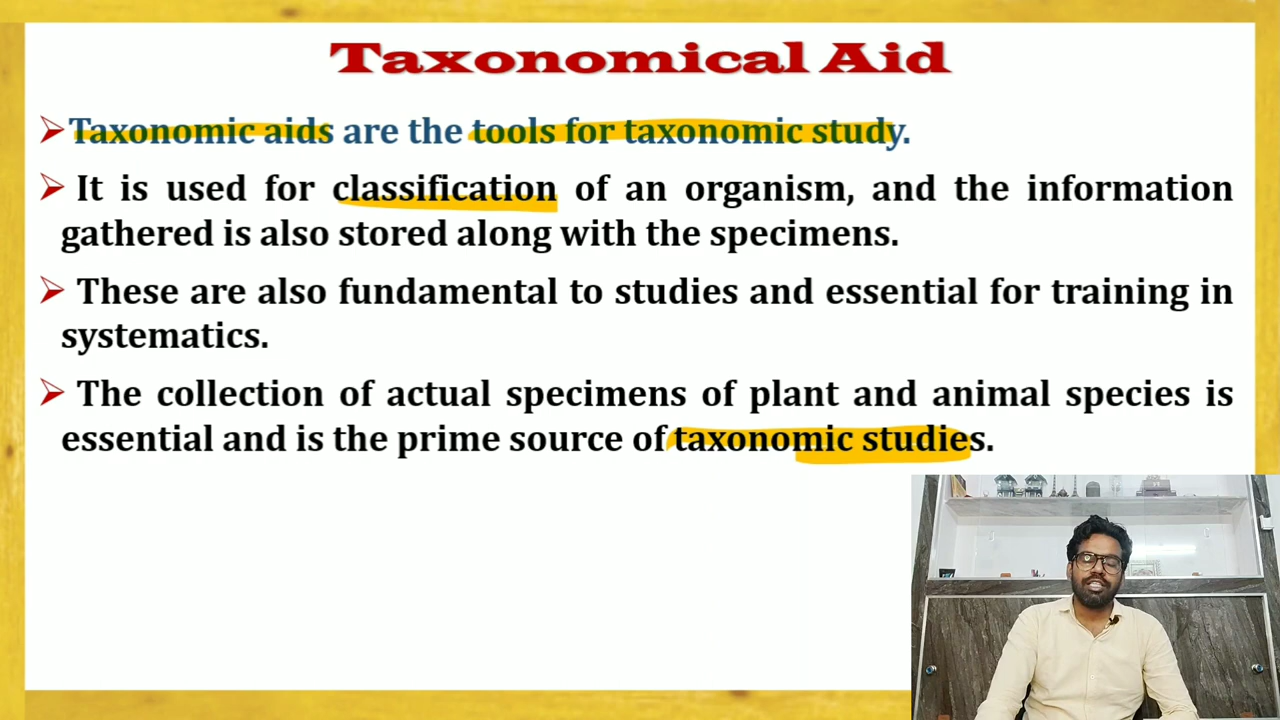 Taxonomical Aid
➢Taxonomic aids are the tools for taxonomic study.
➢ It is used for classification of an organism, and the information
gathered is also stored along with the specimens.
➢ These are also fundamental to studies and essential for training in
systematics.
➢ The collection of actual specimens of plant and animal species is
essential and is the prime source of taxonomic studies.